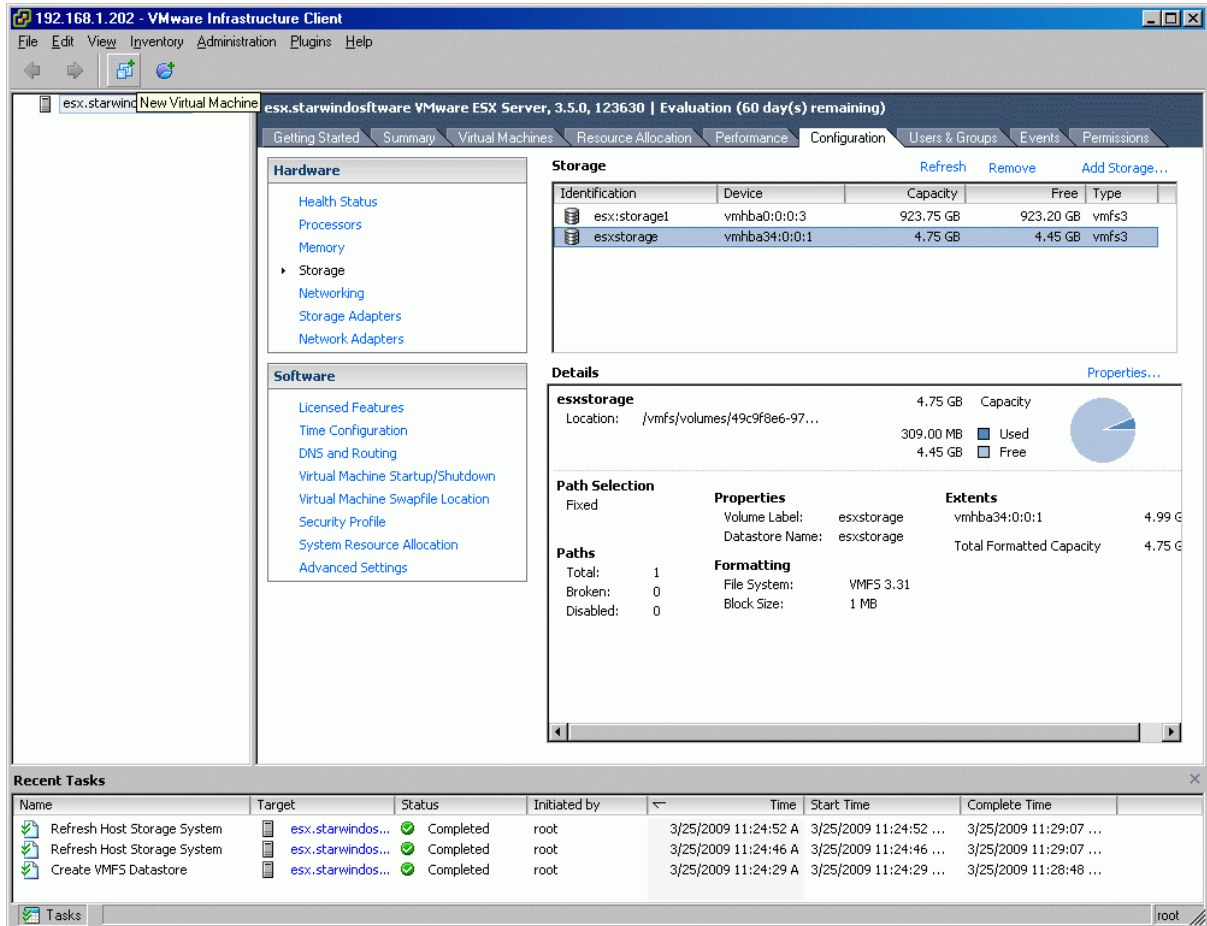 192.168.1.202 - VMware Infrastructure Client
File Edit View Inventory Administration Plugins Help
esx.starwind New Virtual Machine
esx.starwindosftware VMware ESX Server, 3.5.0, 123630 | Evaluation (60 day(s) remaining)
Getting Started Summary Virtual Machines Resource Allocation Performance Configuration Users & Groups Events Permissions
Hardware
Health Status
Processors
Memory
Storage
Networking
Storage Adapters
Network Adapters
Software
Licensed Features
Time Configuration
DNS and Routing
Virtual Machine Startup/Shutdown
Virtual Machine Swapfile Location
Security Profile
System Resource Allocation
Advanced Settings
Storage Refresh Remove Add Storage...
Identification Device Capacity Free Type
esx:storage1 vmhba0:0:0:3 923.75 GB 923.20 GB vmfs3
esxstorage vmhba34:0:0:1 4.75 GB 4.45 GB vmfs3
Details Properties...
esxstorage 4.75 GB Capacity
Location: /vmfs/volumes/49c9f8e6-97...
309.00 MB Used
4.45 GB Free
Path Selection
Fixed
Paths
Total: 1
Broken: 0
Disabled: 0
Properties
Volume Label: esxstorage
Datastore Name: esxstorage
Formatting
File System: VMFS 3.31
Block Size: 1 MB
Extents
vmhba34:0:0:1 4.99 G
Total Formatted Capacity 4.75 G
Recent Tasks
Name Target Status Initiated by Time Start Time Complete Time
Refresh Host Storage System esx.starwindos... Completed root 3/25/2009 11:24:52 A 3/25/2009 11:24:52 ... 3/25/2009 11:29:07 ...
Refresh Host Storage System esx.starwindos... Completed root 3/25/2009 11:24:46 A 3/25/2009 11:24:46 ... 3/25/2009 11:29:07 ...
Create VMFS Datastore esx.starwindos... Completed root 3/25/2009 11:24:29 A 3/25/2009 11:24:29 ... 3/25/2009 11:28:48 ...
Tasks root